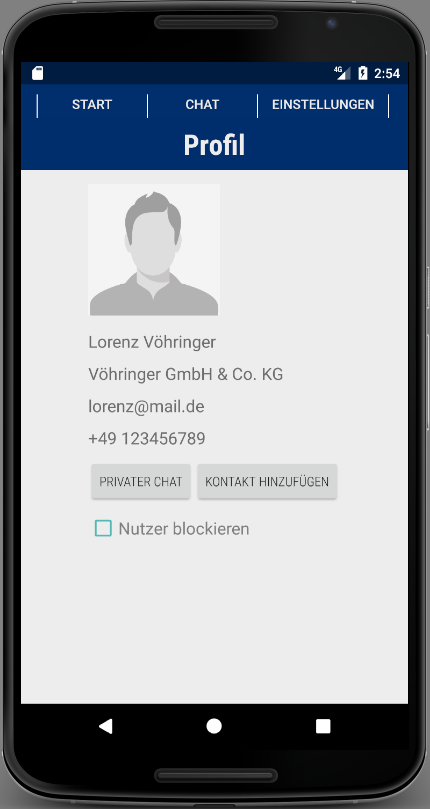 4G 2:54
START CHAT EINSTELLUNGEN
Profil
Lorenz Vöhringer
Vöhringer GmbH & Co. KG
lorenz@mail.de
+49 123456789
PRIVATER CHAT KONTAKT HINZUFÜGEN
Nutzer blockieren